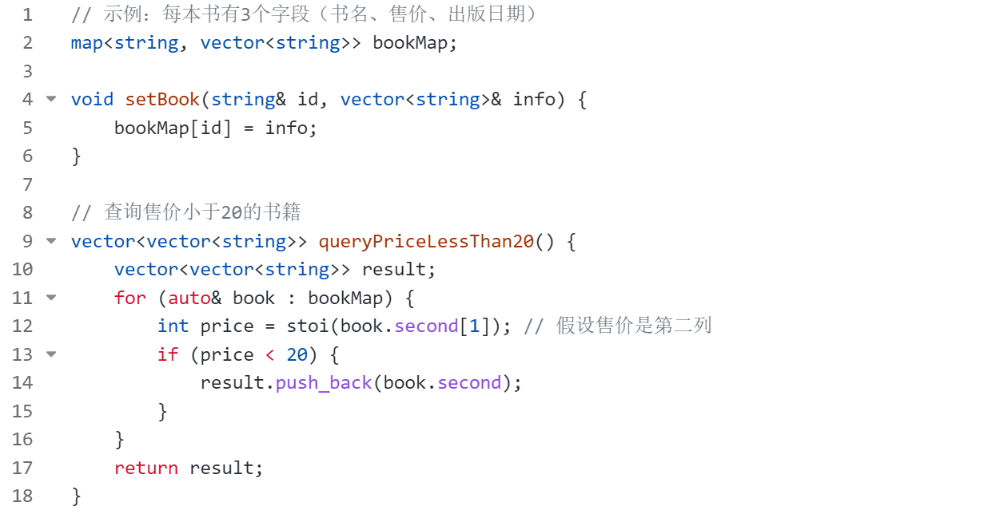 1 // 示例：每本书有3个字段（书名、售价、出版日期）
2 map<string, vector<string>> bookMap;
3
4 void setBook(string& id, vector<string>& info) {
5     bookMap[id] = info;
6 }
7
8 // 查询售价小于20的书籍
9 vector<vector<string>> queryPriceLessThan20() {
10     vector<vector<string>> result;
11     for (auto& book : bookMap) {
12         int price = stoi(book.second[1]); // 假设售价是第二列
13         if (price < 20) {
14             result.push_back(book.second);
15         }
16     }
17     return result;
18 }